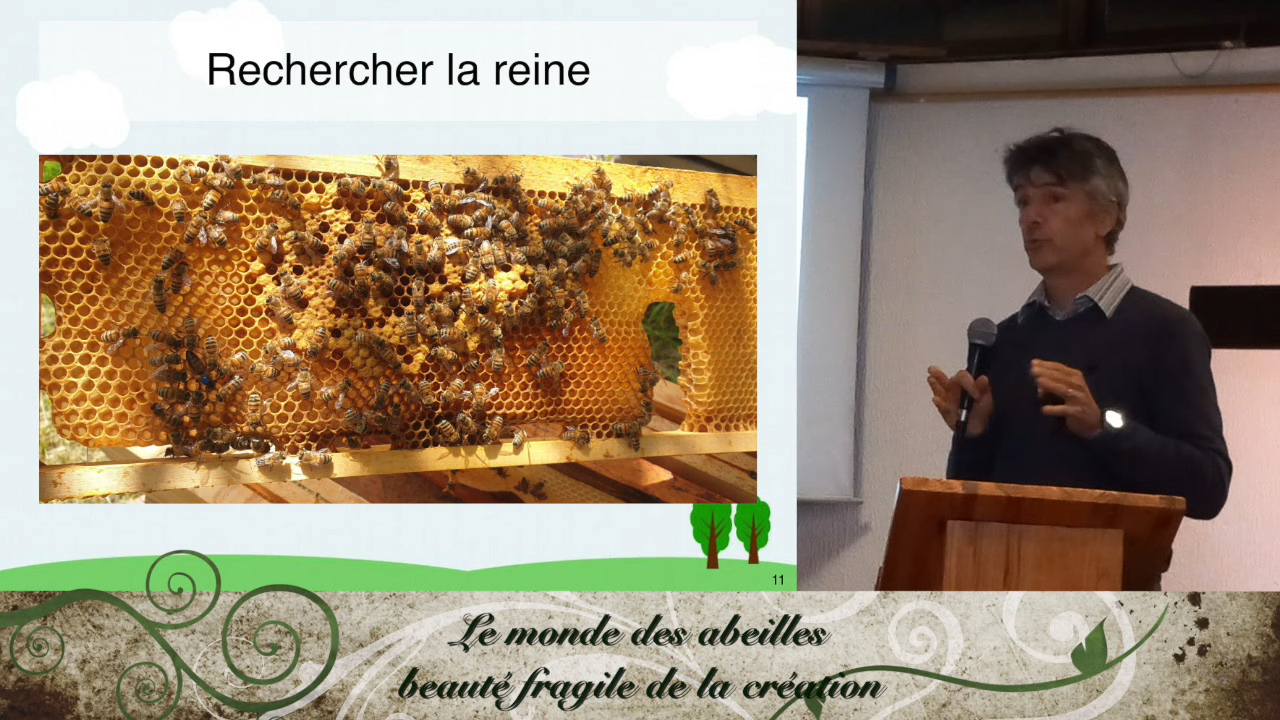 Rechercher la reine
11
Le monde des abeilles
beauté fragile de la création